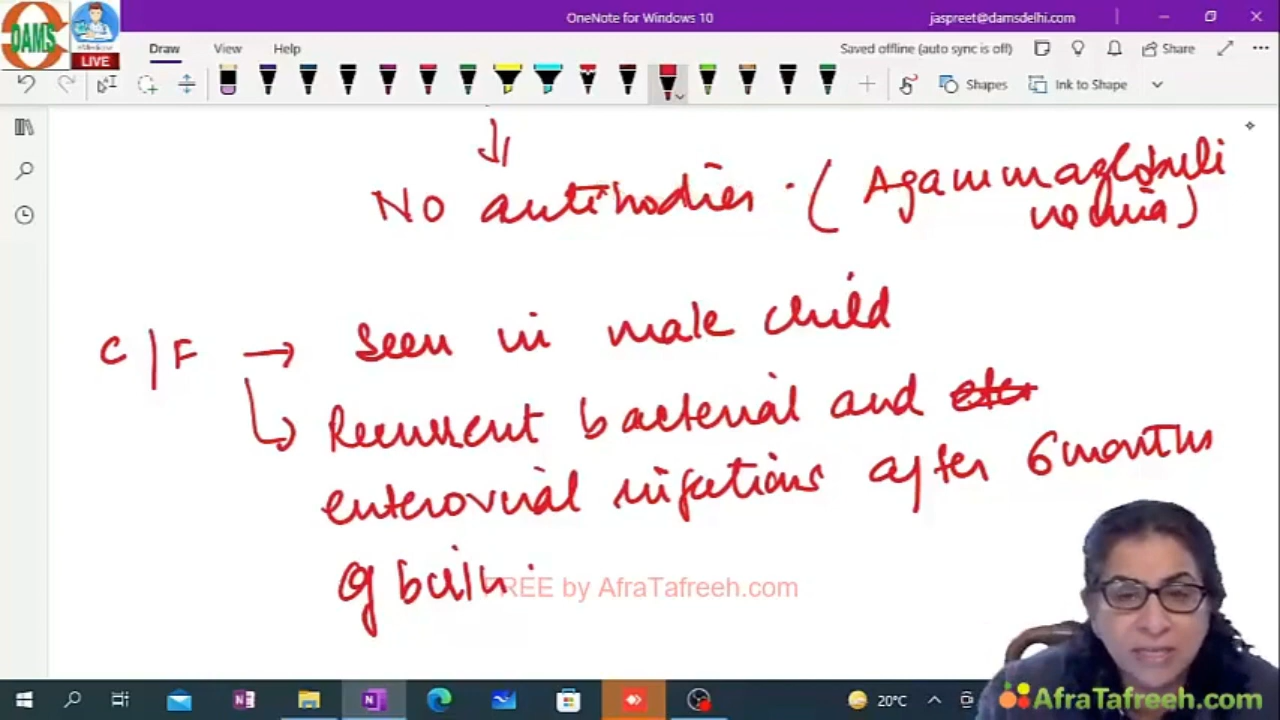 DAMS
eMedicoz
LIVE
OneNote for Windows 10
jaspreet@damsdelhi.com
Draw View Help
Saved offline (auto sync is off)
Share
Shapes
Ink to Shape
No antibodies. (Agammaglobuli
nemia)
C/F → Seen in male child
Recurrent bacterial and
enteroviral infections after 6 months
of birth.
FREE by AfraTafreeh.com
20°C
AfraTafreeh.com